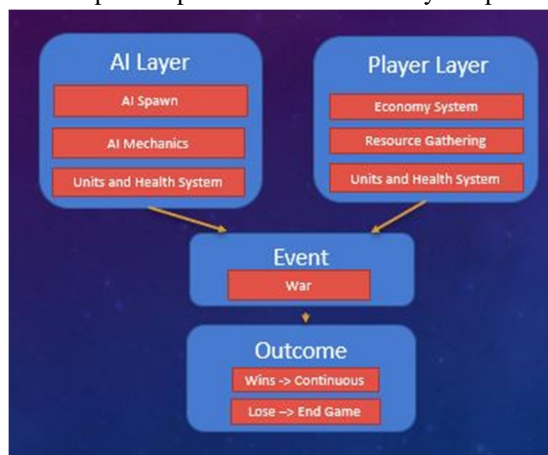 AI Layer
AI Spawn
AI Mechanics
Units and Health System
Player Layer
Economy System
Resource Gathering
Units and Health System
Event
War
Outcome
Wins -> Continuous
Lose –> End Game